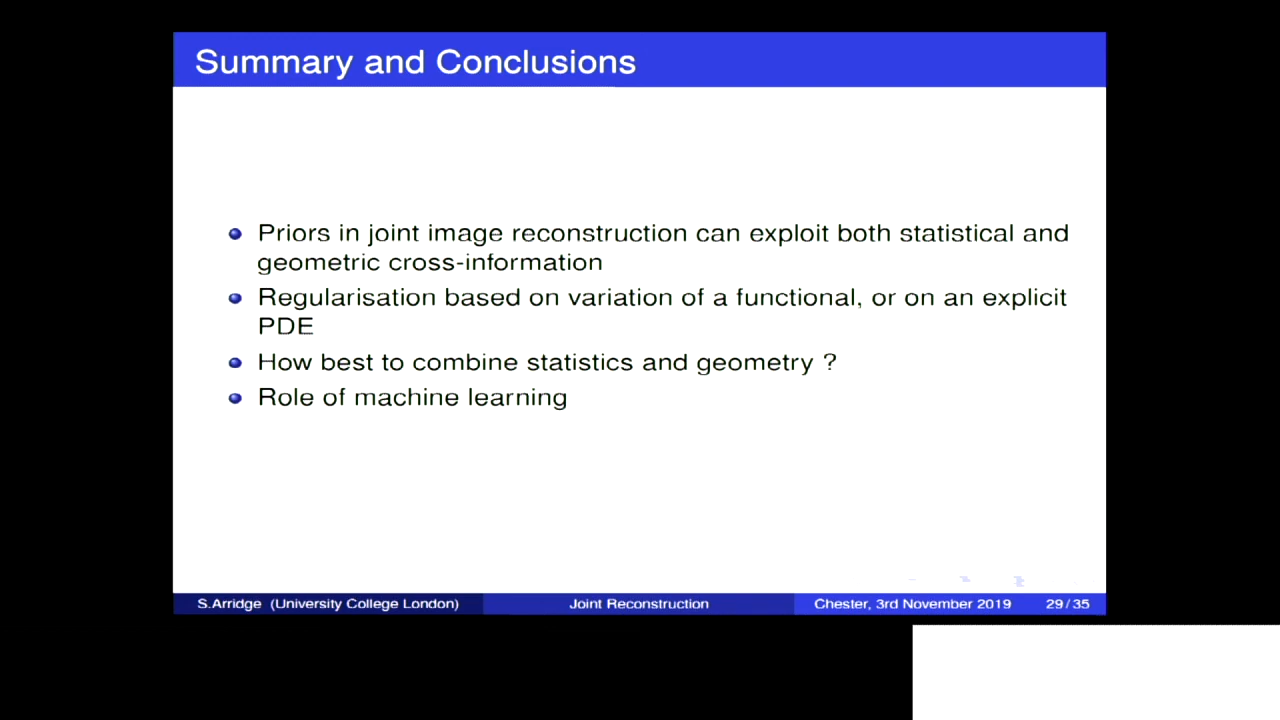 Summary and Conclusions
Priors in joint image reconstruction can exploit both statistical and
geometric cross-information
Regularisation based on variation of a functional, or on an explicit
PDE
How best to combine statistics and geometry ?
Role of machine learning
S.Arridge (University College London) Joint Reconstruction Chester, 3rd November 2019 29/35